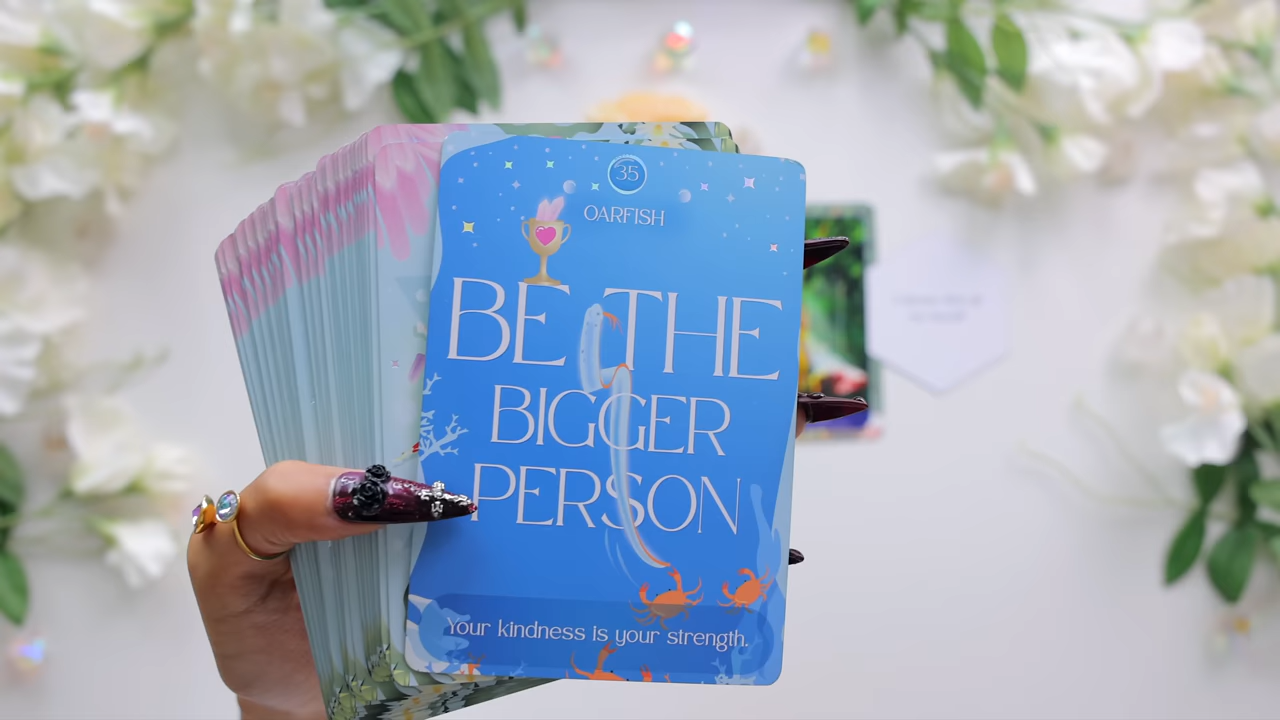 35
OARFISH
BE THE
BIGGER
PERSON
Your kindness is your strength.